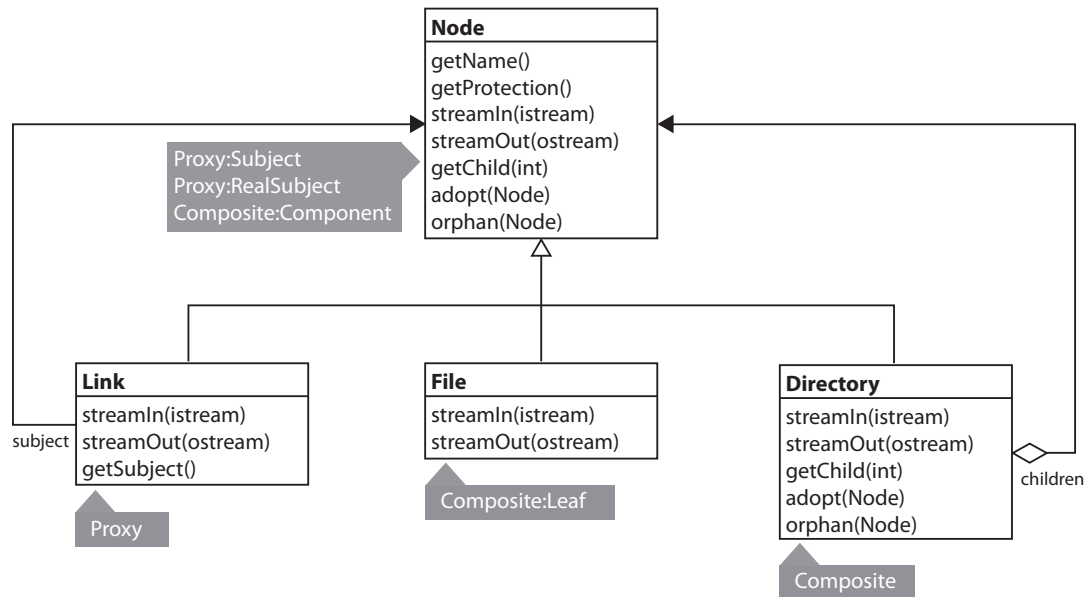 Node
getName()
getProtection()
streamIn(istream)
streamOut(ostream)
getChild(int)
adopt(Node)
orphan(Node)
Proxy:Subject
Proxy:RealSubject
Composite:Component
Link
streamIn(istream)
streamOut(ostream)
getSubject()
subject
Proxy
File
streamIn(istream)
streamOut(ostream)
Composite:Leaf
Directory
streamIn(istream)
streamOut(ostream)
getChild(int)
adopt(Node)
orphan(Node)
children
Composite